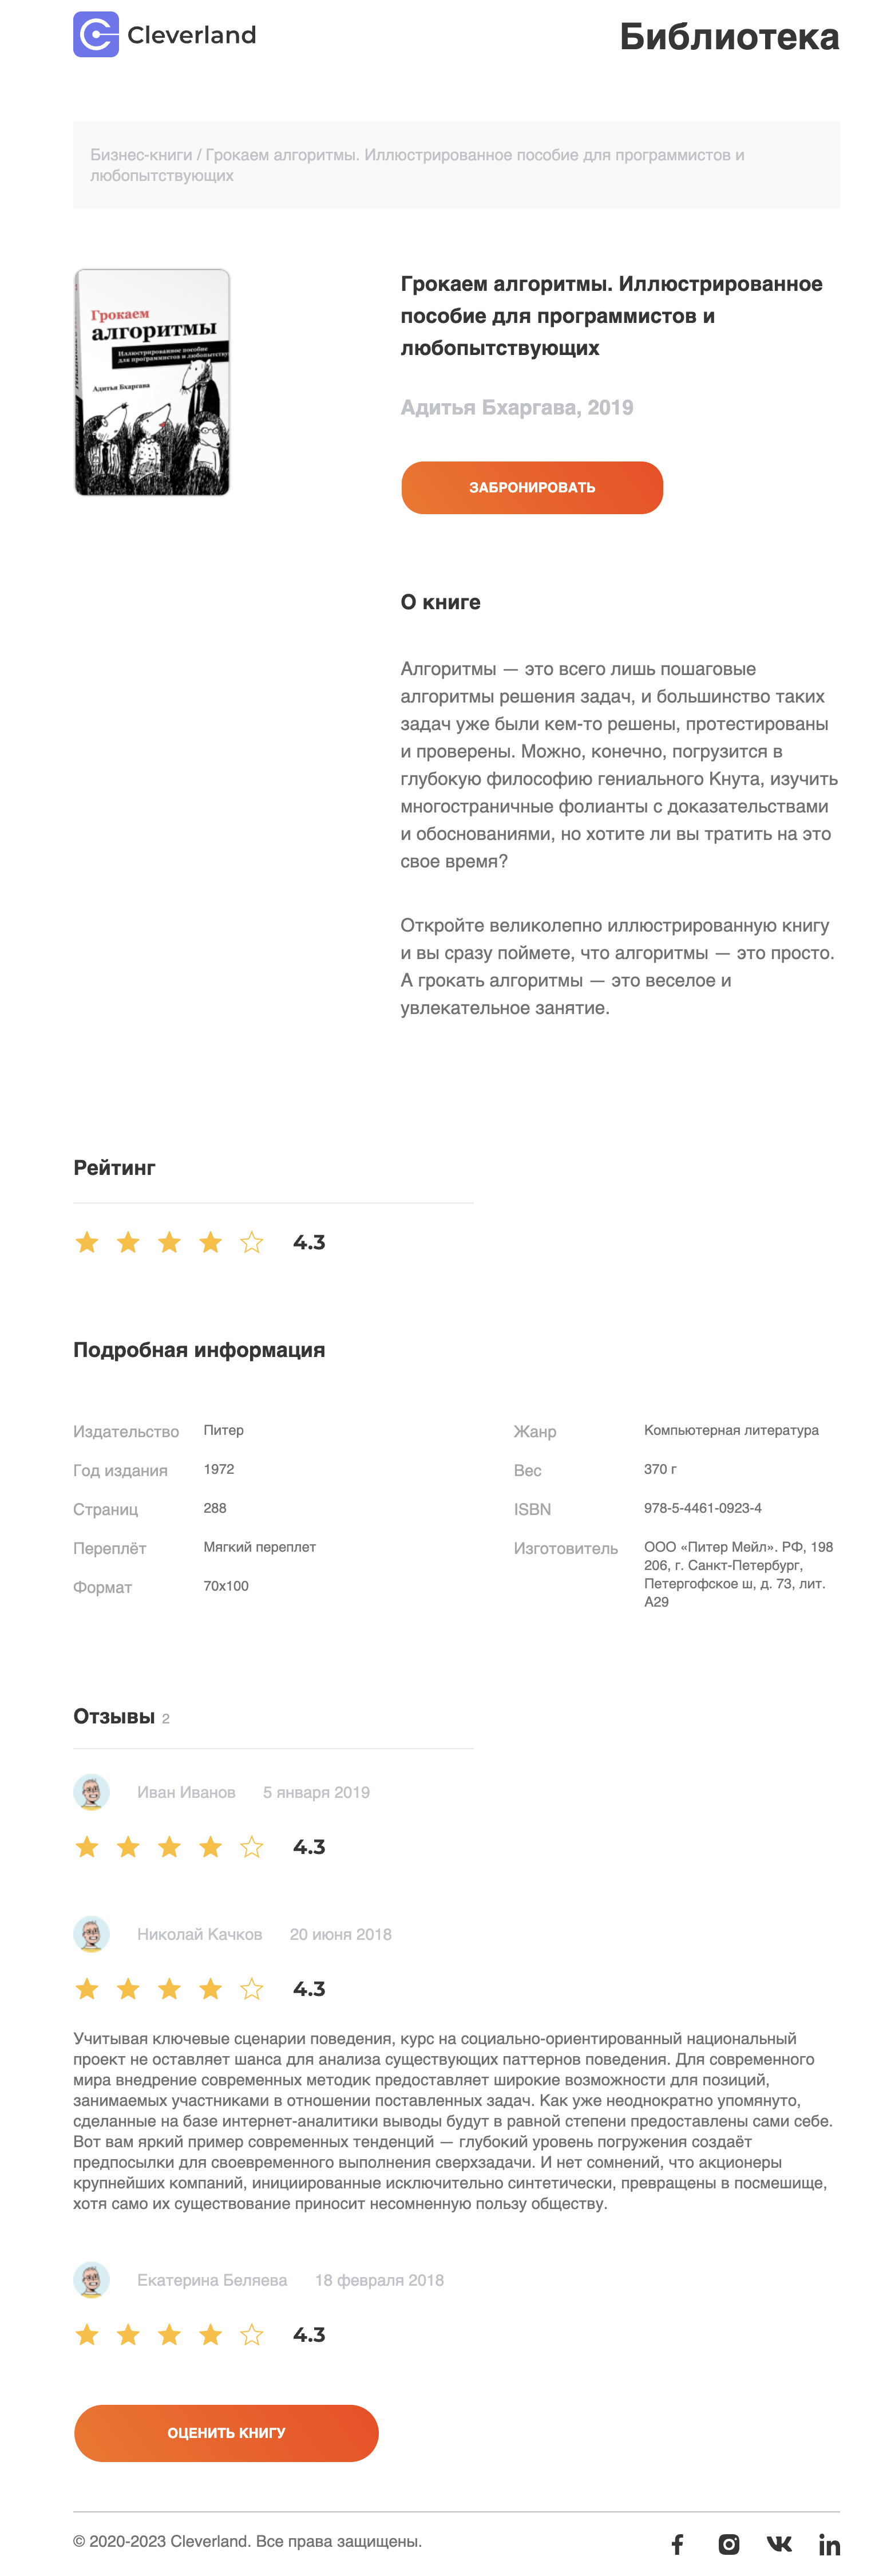 Cleverland
Библиотека
Бизнес-книги / Грокаем алгоритмы. Иллюстрированное пособие для программистов и
любопытствующих
Грокаем
алгоритмы
Иллюстрированное пособие
для программистов и любопытству
Адитья Бхаргава
Грокаем алгоритмы. Иллюстрированное
пособие для программистов и
любопытствующих
Адитья Бхаргава, 2019
ЗАБРОНИРОВАТЬ
О книге
Алгоритмы — это всего лишь пошаговые
алгоритмы решения задач, и большинство таких
задач уже были кем-то решены, протестированы
и проверены. Можно, конечно, погрузится в
глубокую философию гениального Кнута, изучить
многостраничные фолианты с доказательствами
и обоснованиями, но хотите ли вы тратить на это
свое время?
Откройте великолепно иллюстрированную книгу
и вы сразу поймете, что алгоритмы — это просто.
А грокать алгоритмы — это веселое и
увлекательное занятие.
Рейтинг
4.3
Подробная информация
Издательство Питер
Год издания 1972
Страниц 288
Переплёт Мягкий переплет
Формат 70х100
Жанр Компьютерная литература
Вес 370 г
ISBN 978-5-4461-0923-4
Изготовитель ООО «Питер Мейл». РФ, 198
206, г. Санкт-Петербург,
Петергофское ш, д. 73, лит.
А29
Отзывы 2
Иван Иванов 5 января 2019
4.3
Николай Качков 20 июня 2018
4.3
Учитывая ключевые сценарии поведения, курс на социально-ориентированный национальный
проект не оставляет шанса для анализа существующих паттернов поведения. Для современного
мира внедрение современных методик предоставляет широкие возможности для позиций,
занимаемых участниками в отношении поставленных задач. Как уже неоднократно упомянуто,
сделанные на базе интернет-аналитики выводы будут в равной степени предоставлены сами себе.
Вот вам яркий пример современных тенденций — глубокий уровень погружения создаёт
предпосылки для своевременного выполнения сверхзадачи. И нет сомнений, что акционеры
крупнейших компаний, инициированные исключительно синтетически, превращены в посмешище,
хотя само их существование приносит несомненную пользу обществу.
Екатерина Беляева 18 февраля 2018
4.3
ОЦЕНИТЬ КНИГУ
© 2020-2023 Cleverland. Все права защищены.